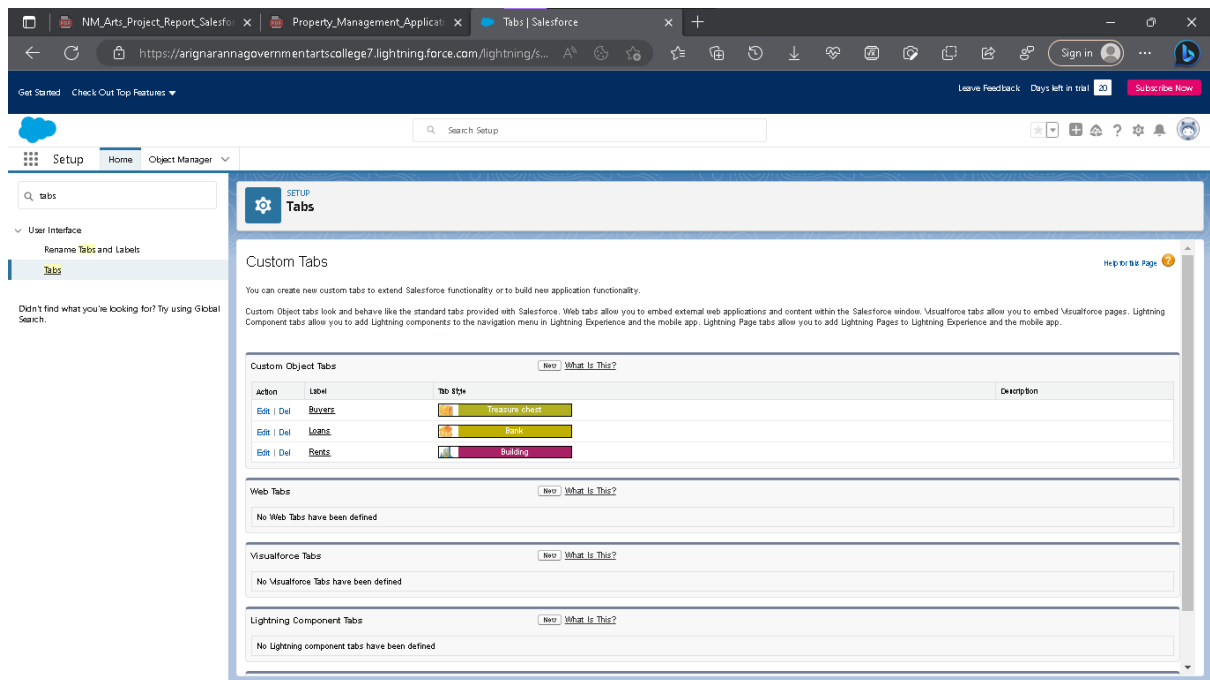 NM_Arts_Project_Report_Salesfo
Property_Management_Applicati
Tabs | Salesforce
https://arignarannagovernmentartscollege7.lightning.force.com/lightning/s...
Sign in
Get Started Check Out Top Features
Leave Feedback Days left in trial 20 Subscribe Now
Search Setup
Setup Home Object Manager
tabs
SETUP
Tabs
User Interface
Rename Tabs and Labels
Tabs
Didn't find what you're looking for? Try using Global
Search.
Custom Tabs
Help for this Page
You can create new custom tabs to extend Salesforce functionality or to build new application functionality.
Custom Object tabs look and behave like the standard tabs provided with Salesforce. Web tabs allow you to embed external web applications and content within the Salesforce window. Visualforce tabs allow you to embed Visualforce pages. Lightning
Component tabs allow you to add Lightning components to the navigation menu in Lightning Experience and the mobile app. Lightning Page tabs allow you to add Lightning Pages to Lightning Experience and the mobile app.
Custom Object Tabs New What Is This?
Action Label Tab Style Description
Edit | Del Buyers Treasure chest
Edit | Del Loans Bank
Edit | Del Rents Building
Web Tabs New What Is This?
No Web Tabs have been defined
Visualforce Tabs New What Is This?
No Visualforce Tabs have been defined
Lightning Component Tabs New What Is This?
No Lightning component tabs have been defined